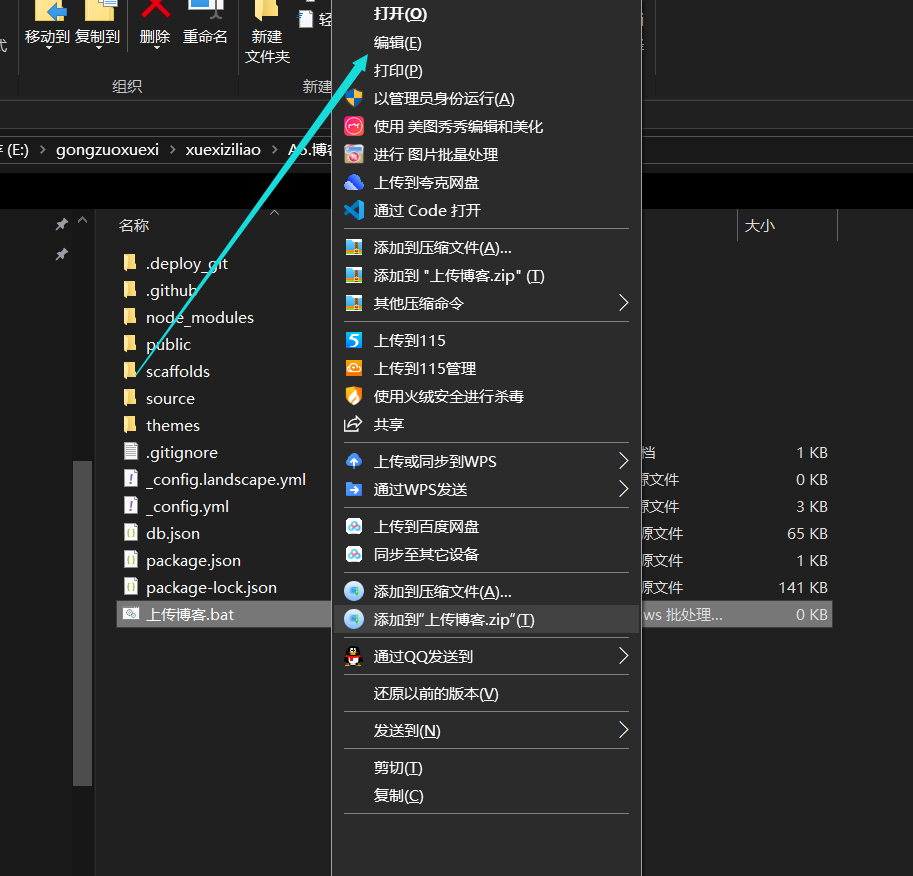 移动到 复制到 删除 重命名 新建
文件夹
组织
新建
(E:) gongzuoxuexi xuexiziliao
名称
大小
.deploy_git
.github
node_modules
public
scaffolds
source
themes
.gitignore
1 KB
_config.landscape.yml
源文件
0 KB
_config.yml
源文件
3 KB
db.json
源文件
65 KB
package.json
源文件
1 KB
package-lock.json
源文件
141 KB
上传博客.bat
ws 批处理...
0 KB
打开(O)
编辑(E)
打印(P)
以管理员身份运行(A)
使用 美图秀秀编辑和美化
进行 图片批量处理
上传到夸克网盘
通过 Code 打开
添加到压缩文件(A)...
添加到 "上传博客.zip" (T)
其他压缩命令
上传到115
上传到115管理
使用火绒安全进行杀毒
共享
上传或同步到WPS
通过WPS发送
上传到百度网盘
同步至其它设备
添加到压缩文件(A)...
添加到“上传博客.zip”(T)
通过QQ发送到
还原以前的版本(V)
发送到(N)
剪切(T)
复制(C)